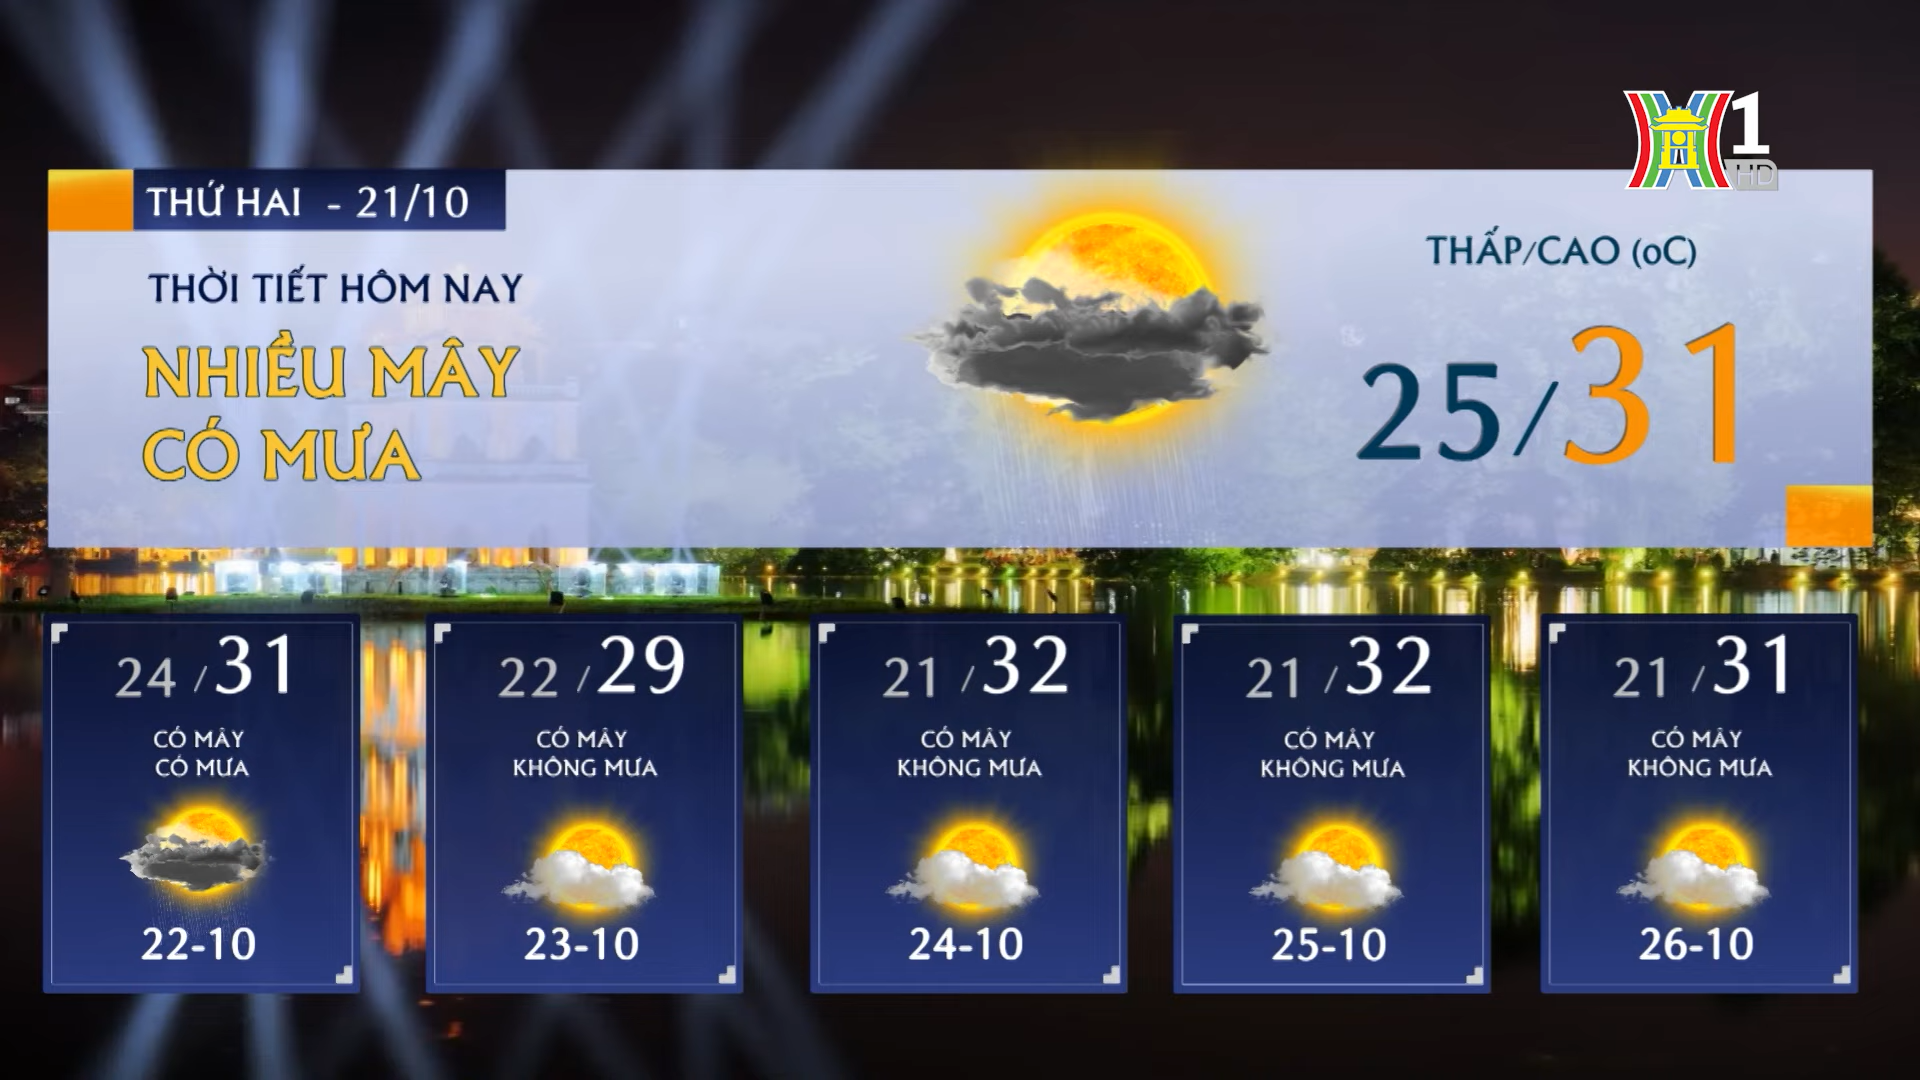 1
HD
THỨ HAI - 21/10
THỜI TIẾT HÔM NAY
NHIỀU MÂY
CÓ MƯA
THẤP/CAO (oC)
25/31
24/31
CÓ MÂY
CÓ MƯA
22-10
22/29
CÓ MÂY
KHÔNG MƯA
23-10
21/32
CÓ MÂY
KHÔNG MƯA
24-10
21/32
CÓ MÂY
KHÔNG MƯA
25-10
21/31
CÓ MÂY
KHÔNG MƯA
26-10